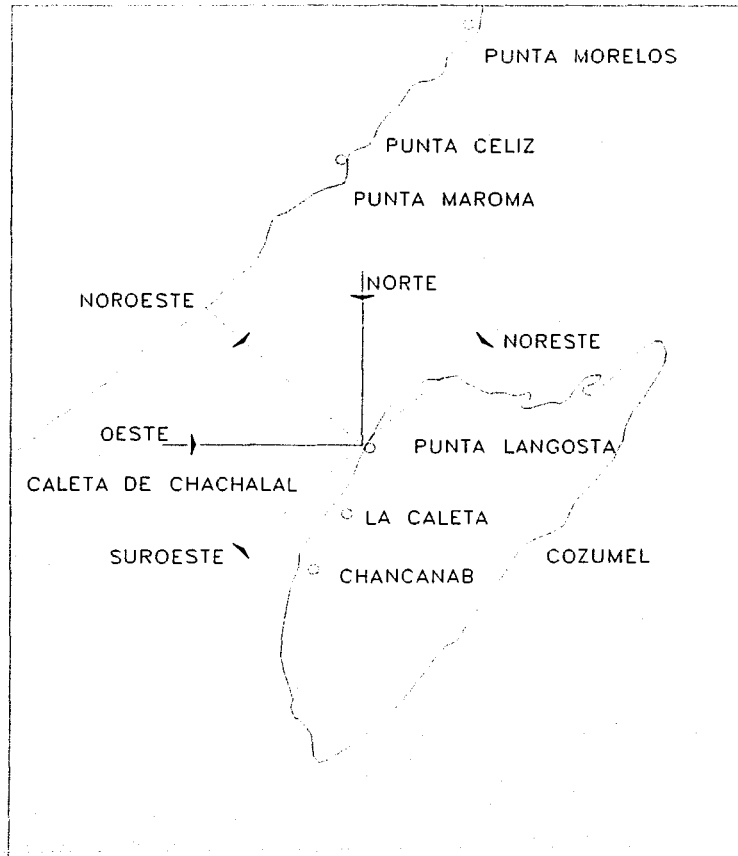 PUNTA MORELOS
PUNTA CELIZ
PUNTA MAROMA
NORTE
NOROESTE
NORESTE
OESTE
PUNTA LANGOSTA
CALETA DE CHACHALAL
LA CALETA
SUROESTE
COZUMEL
CHANCANAB